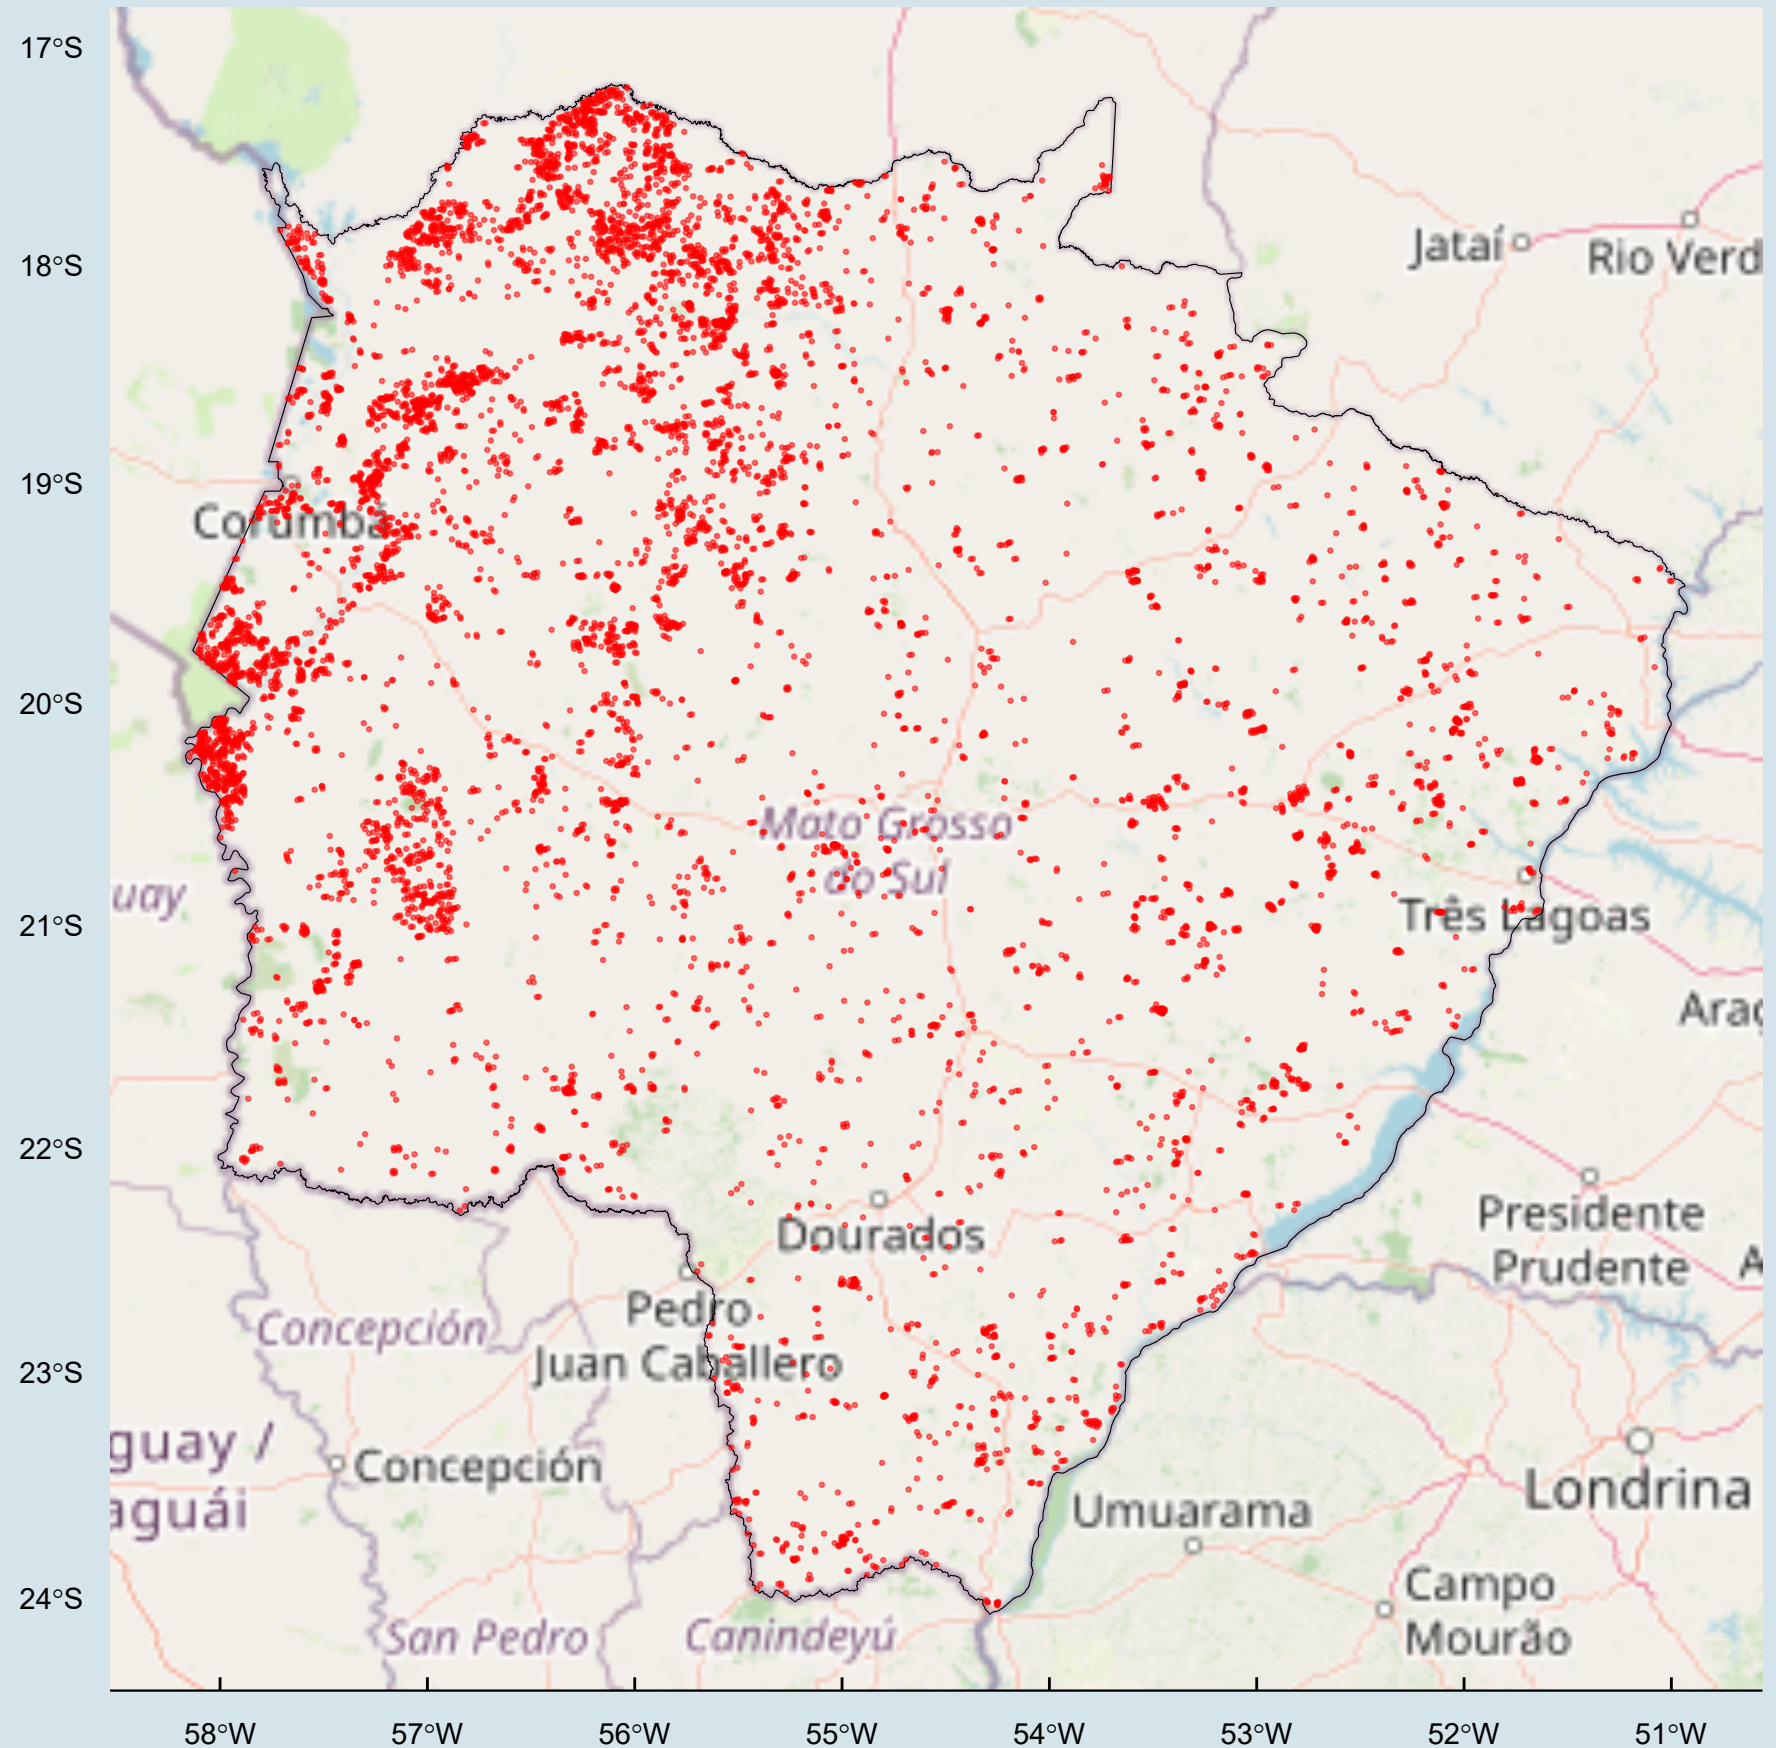 17°S
18°S
19°S
20°S
21°S
22°S
23°S
24°S
Jataí
Rio Verd
Corumbá
Mato Grosso
do Sul
uay
Três Lagoas
Araç
Dourados
Presidente
Prudente
A
Pedro
Juan Caballero
Concepción
guay /
aguái
Concepción
Umuarama
Londrina
Campo
Mourão
San Pedro
Canindeyú
58°W
57°W
56°W
55°W
54°W
53°W
52°W
51°W